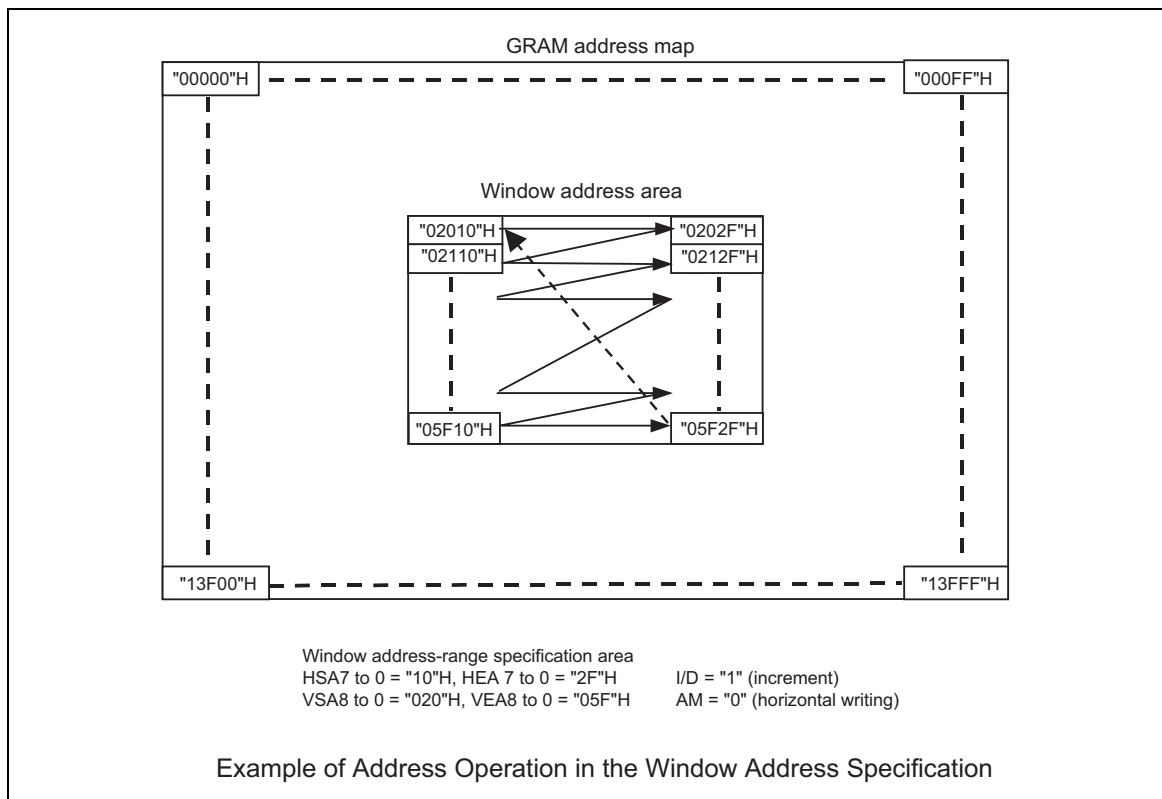 GRAM address map
"00000"H
"000FF"H
Window address area
"02010"H
"0202F"H
"02110"H
"0212F"H
"05F10"H
"05F2F"H
"13F00"H
"13FFF"H
Window address-range specification area
HSA7 to 0 = "10"H, HEA 7 to 0 = "2F"H
I/D = "1" (increment)
VSA8 to 0 = "020"H, VEA8 to 0 = "05F"H
AM = "0" (horizontal writing)
Example of Address Operation in the Window Address Specification